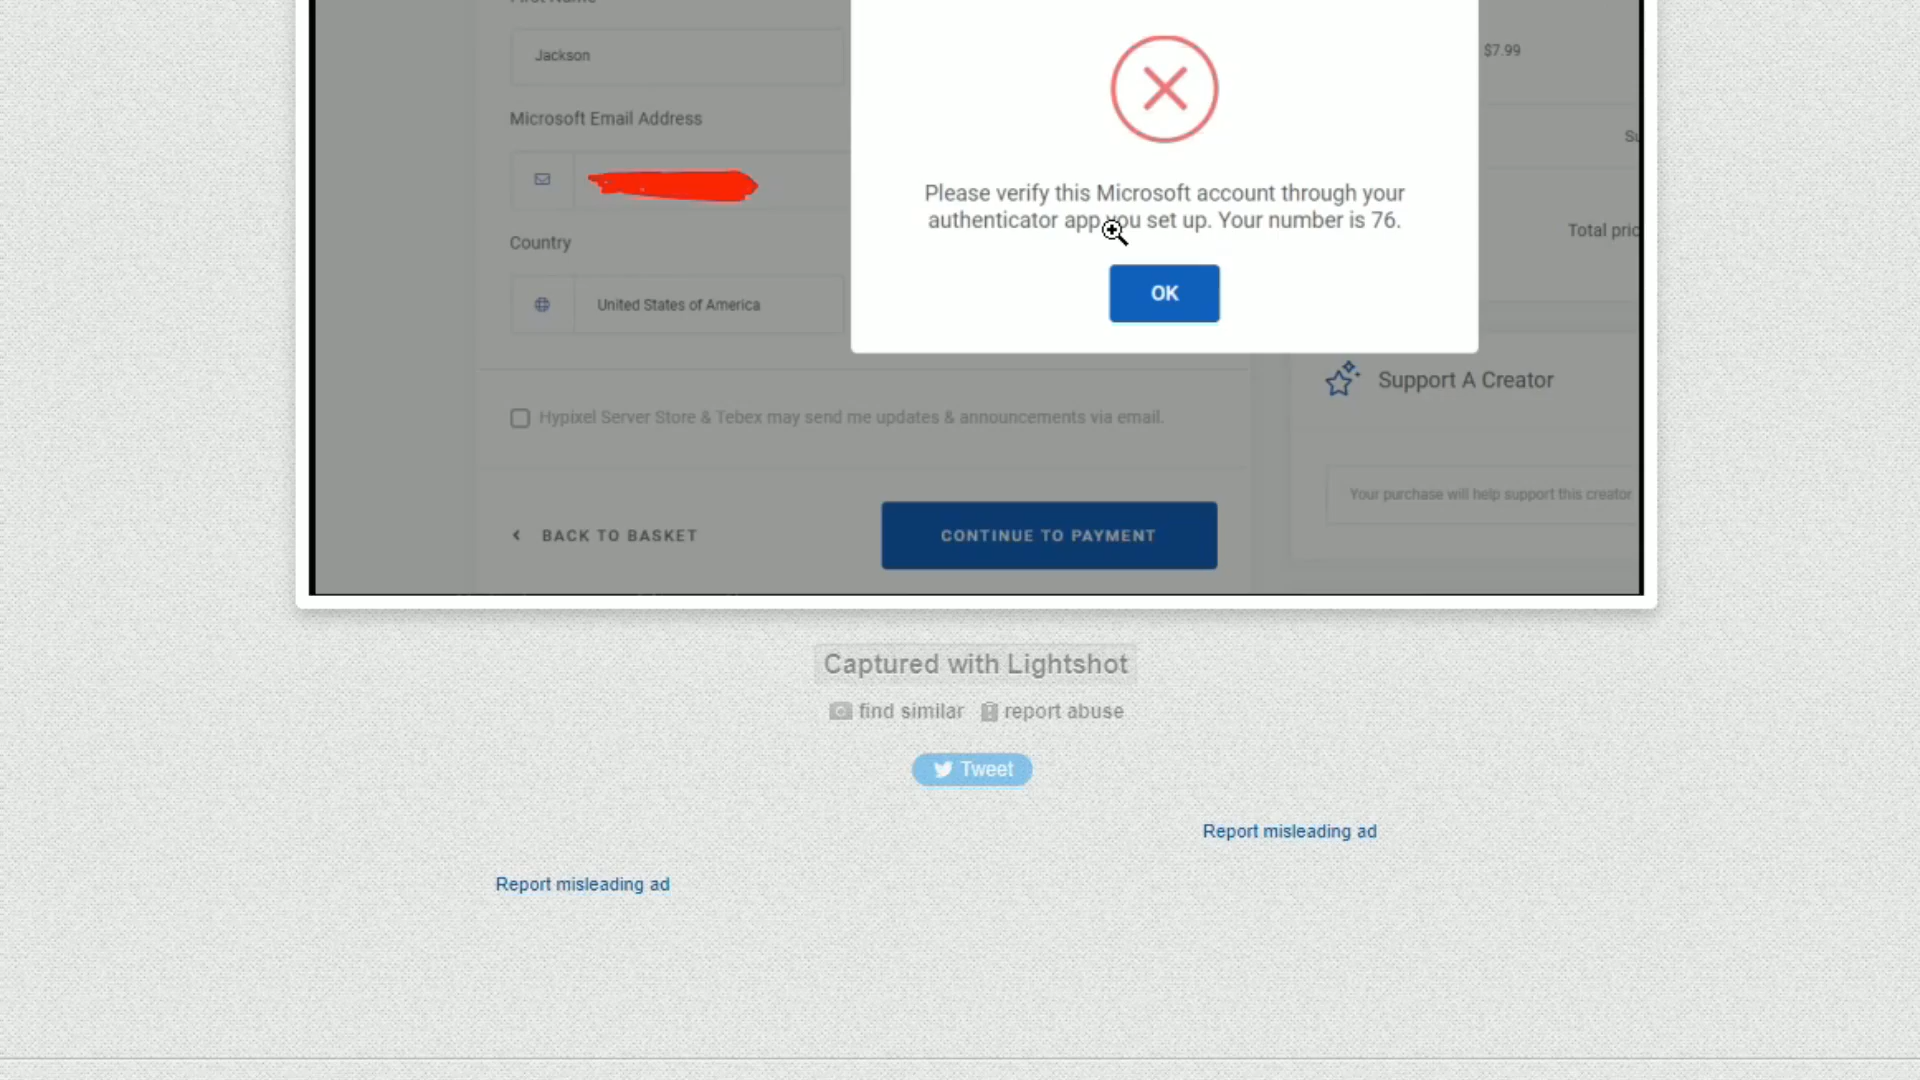 First Name
Jackson
$7.99
Microsoft Email Address
Please verify this Microsoft account through your
authenticator app you set up. Your number is 76.
Country
United States of America
OK
Total
Support A Creator
Hypixel Server Store & Tebex may send me updates & announcements via email.
Your purchase will help support this creator
BACK TO BASKET
CONTINUE TO PAYMENT
Captured with Lightshot
find similar report abuse
Tweet
Report misleading ad
Report misleading ad